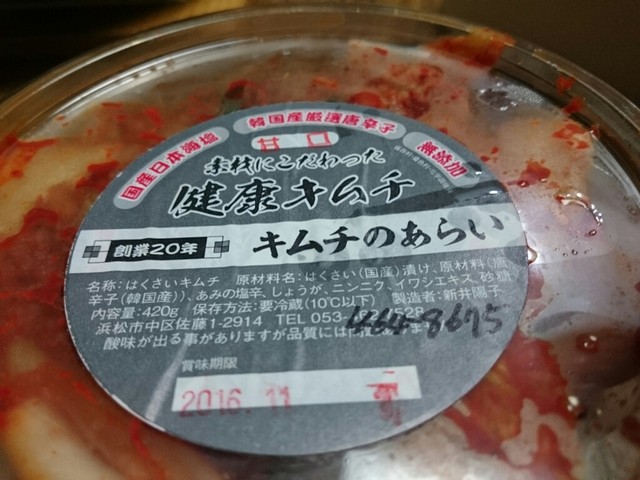 国産日本海塩
韓国産厳選唐辛子
無添加
甘口
素材にこだわった
健康キムチ
創業20年
キムチのあらい
名称:はくさいキムチ 原材料名:はくさい(国産)漬け、原材料(唐
辛子(韓国産))、あみの塩辛、しょうが、ニンニク、イワシエキス、砂糖
内容量:420g 保存方法:要冷蔵(10℃以下) 製造者:新井陽子
浜松市中区佐藤1-2914 TEL 053-464-8675
酸味が出る事がありますが品質には
賞味期限
2016.11